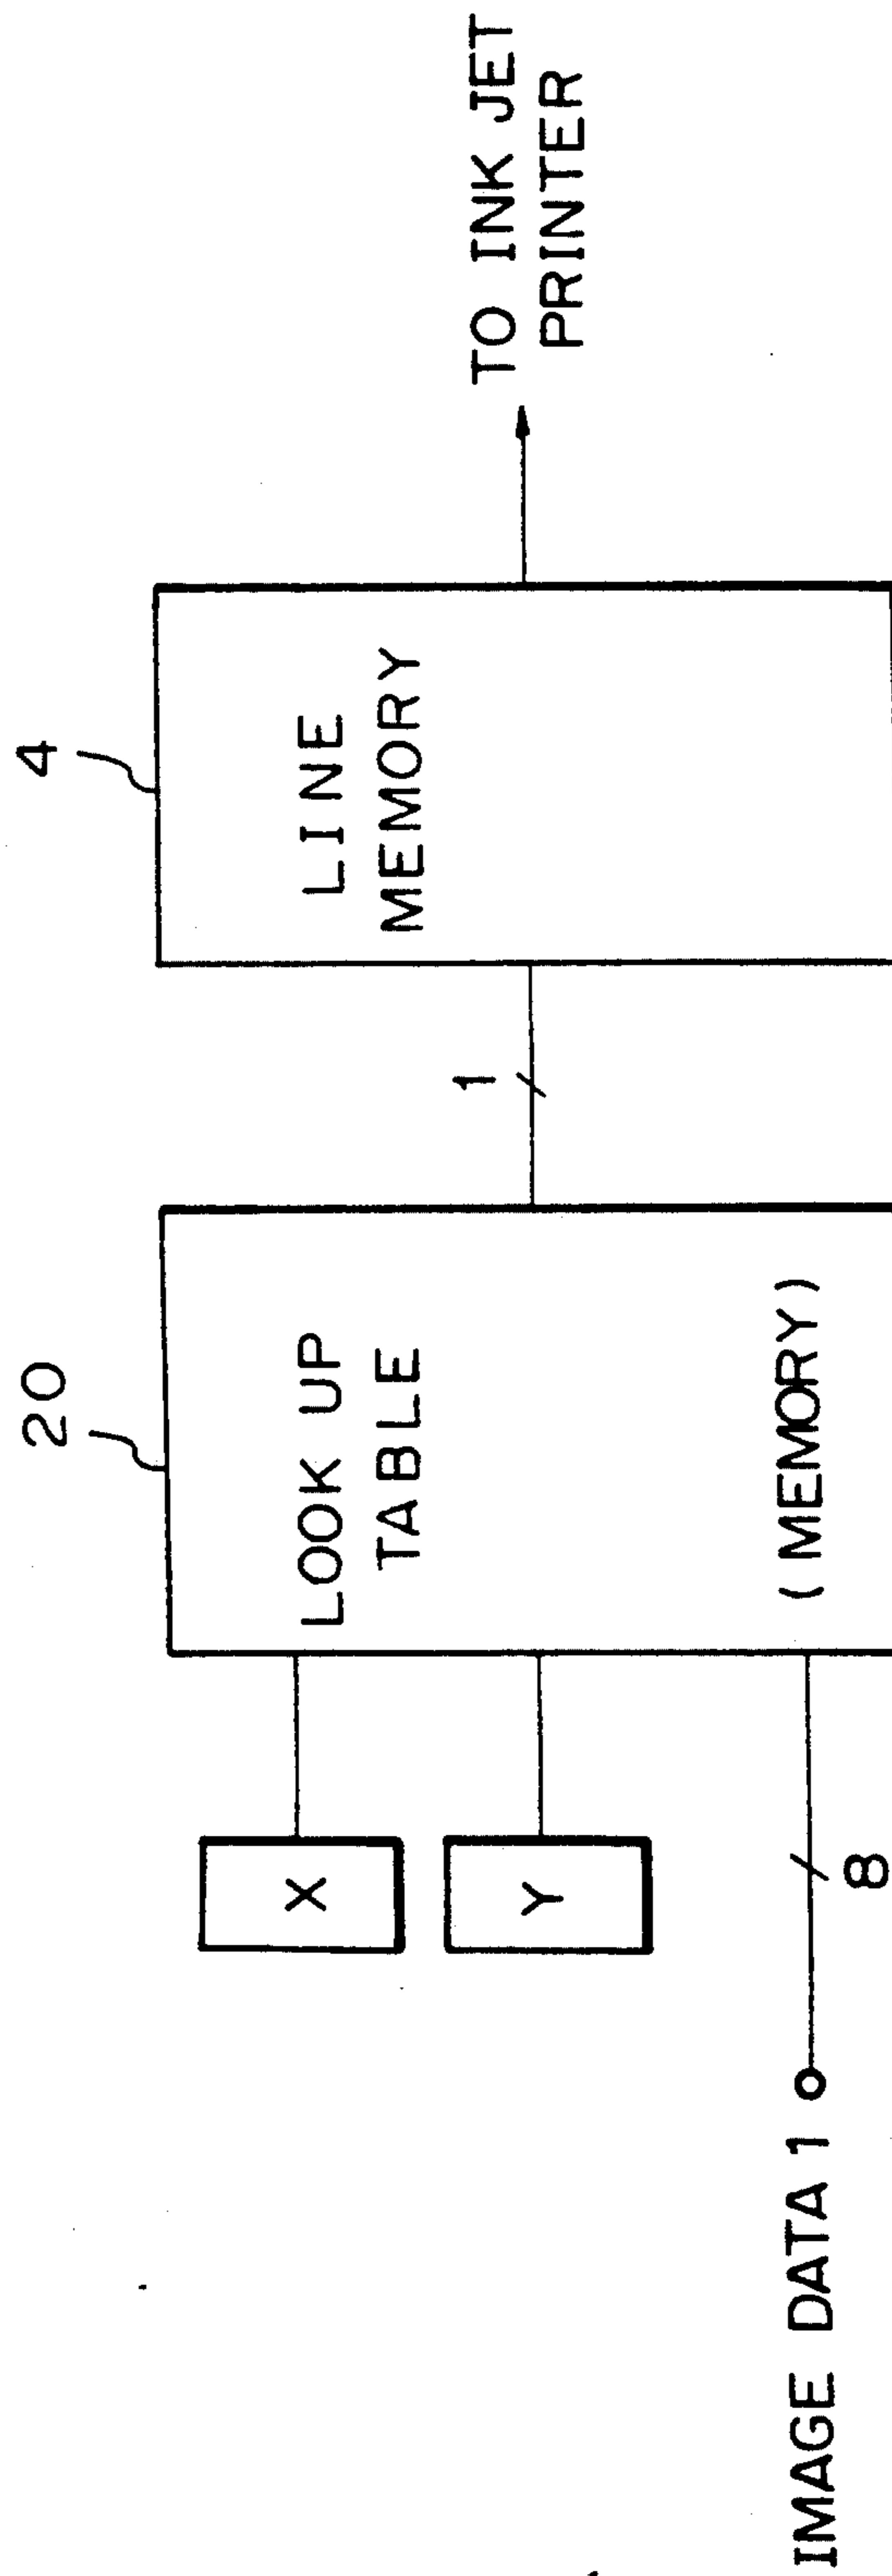 20
4
X
LOOK UP
TABLE
LINE
MEMORY
Y
1
TO INK JET
PRINTER
IMAGE DATA 1
8
(MEMORY)